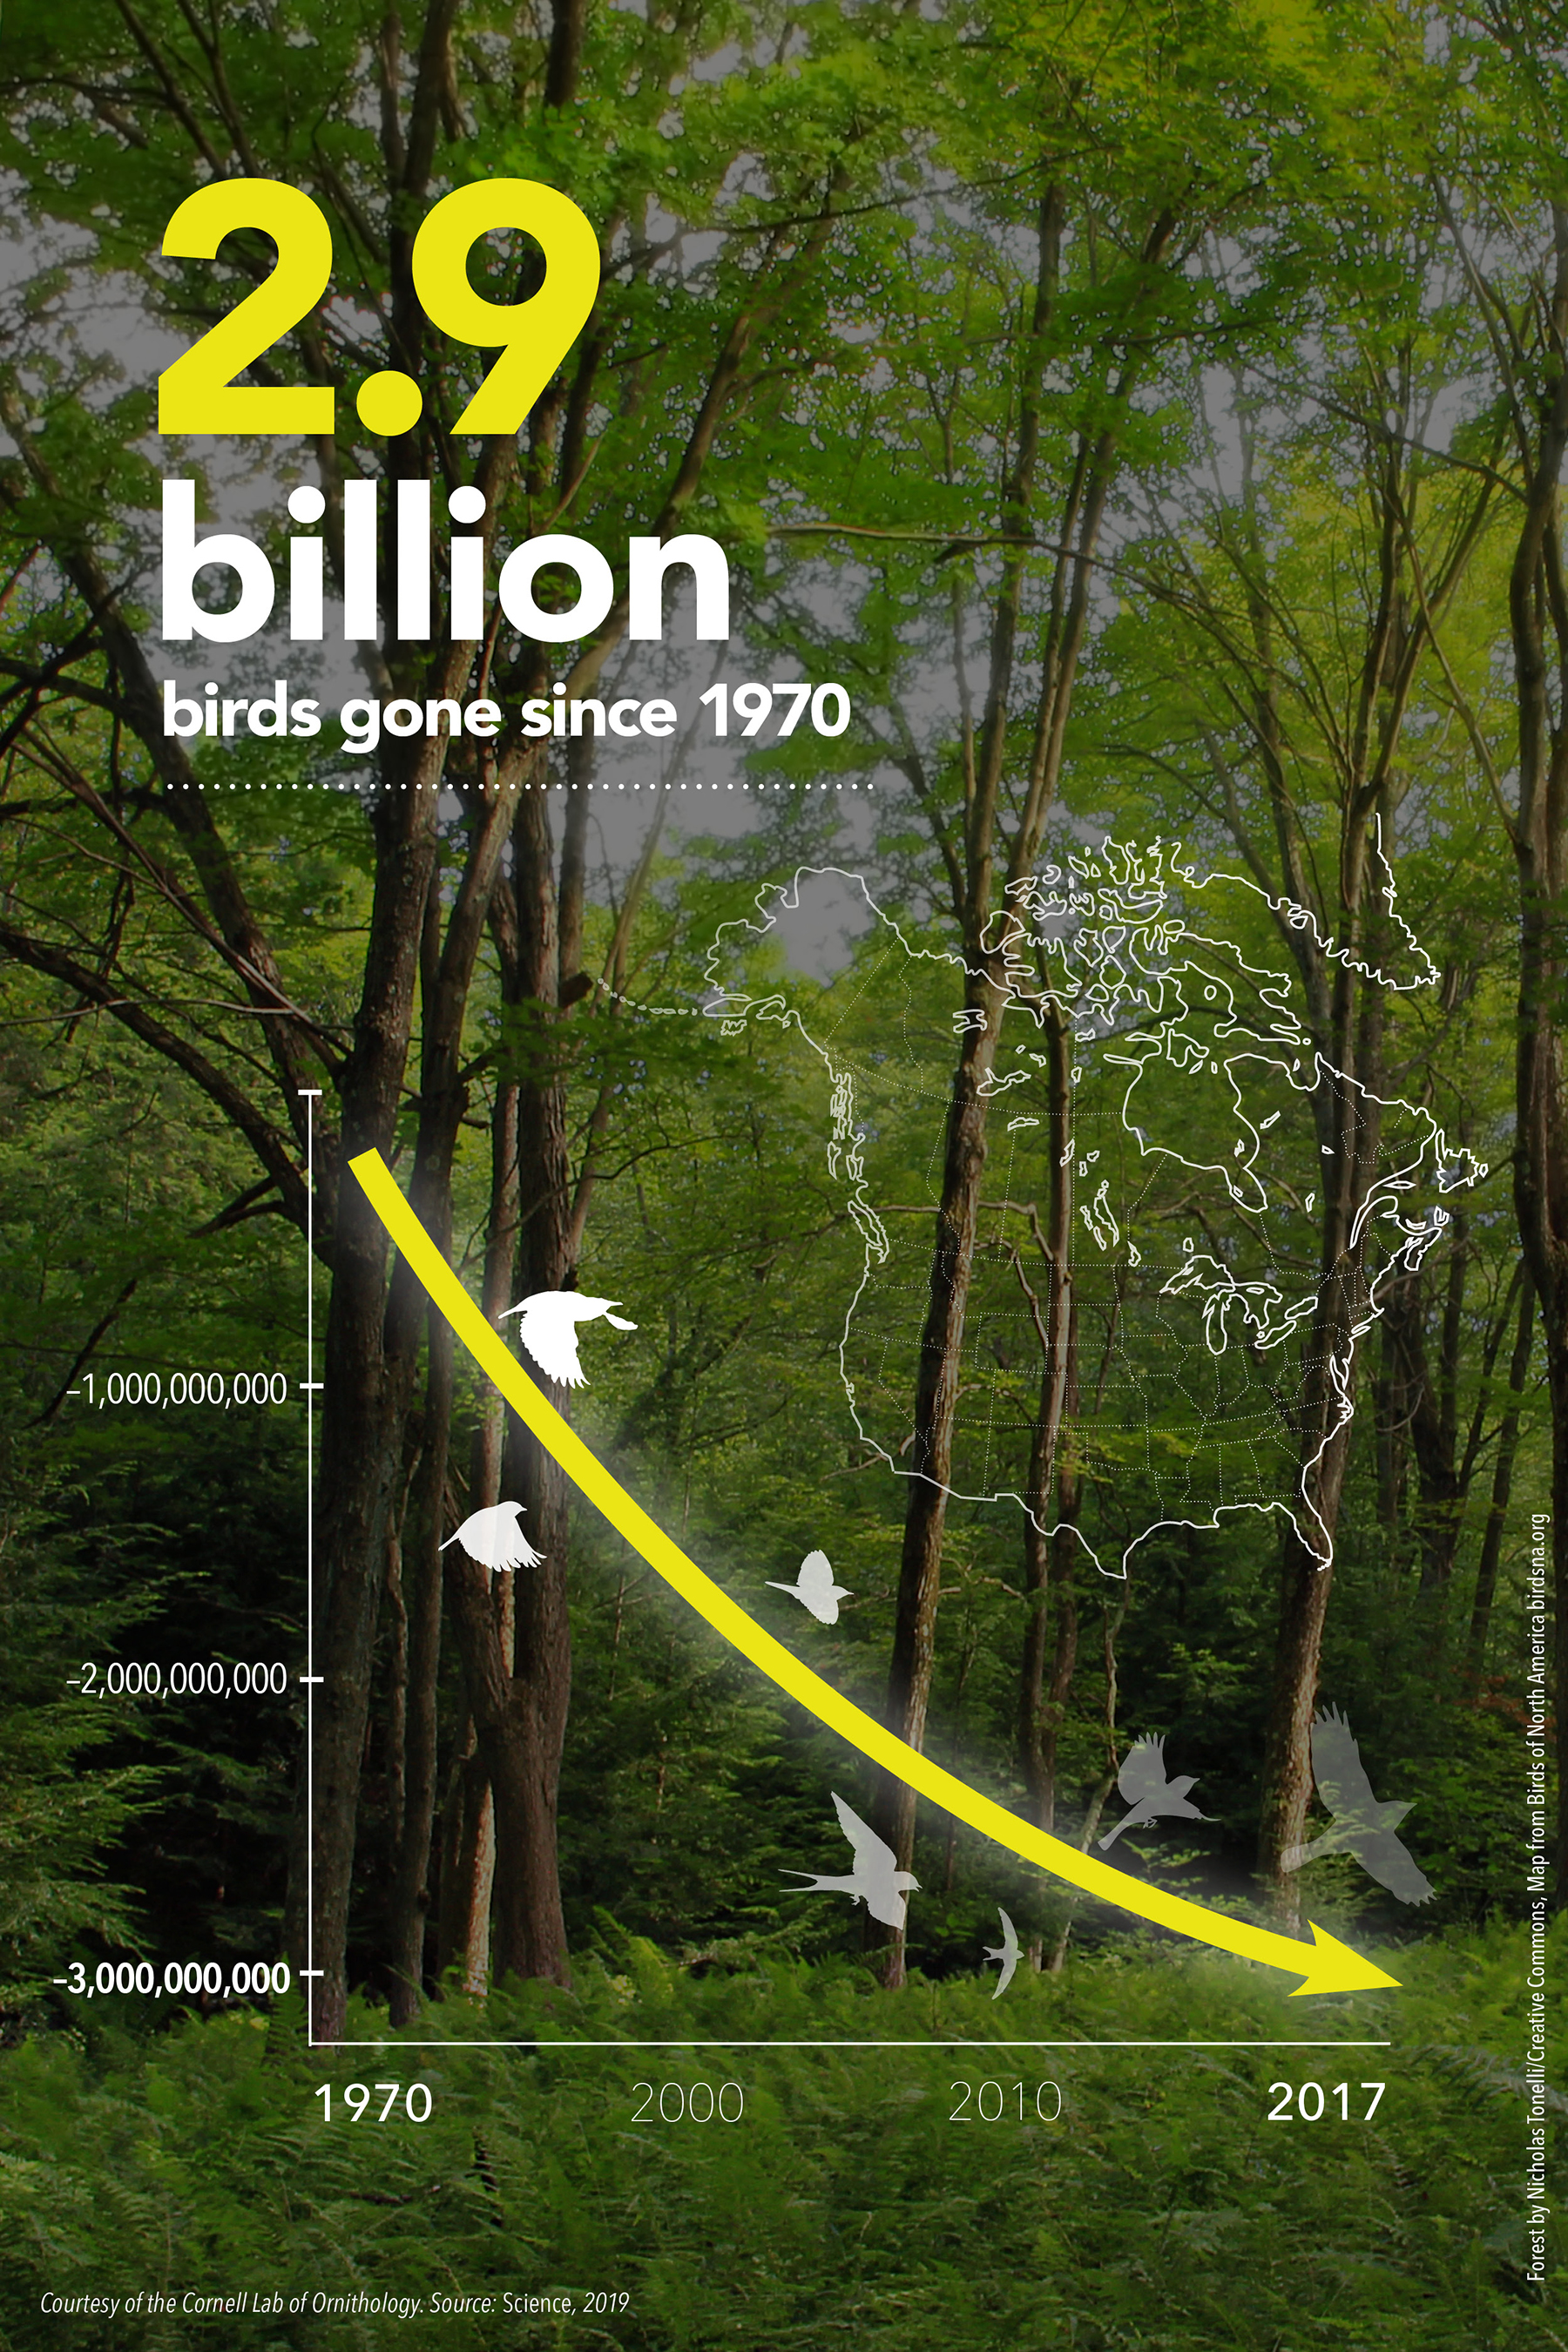 2.9
billion
birds gone since 1970
–1,000,000,000
–2,000,000,000
–3,000,000,000
1970 2000 2010 2017
Courtesy of the Cornell Lab of Ornithology. Source: Science, 2019
Forest by Nicholas Tonelli/Creative Commons, Map from Birds of North America birdsna.org